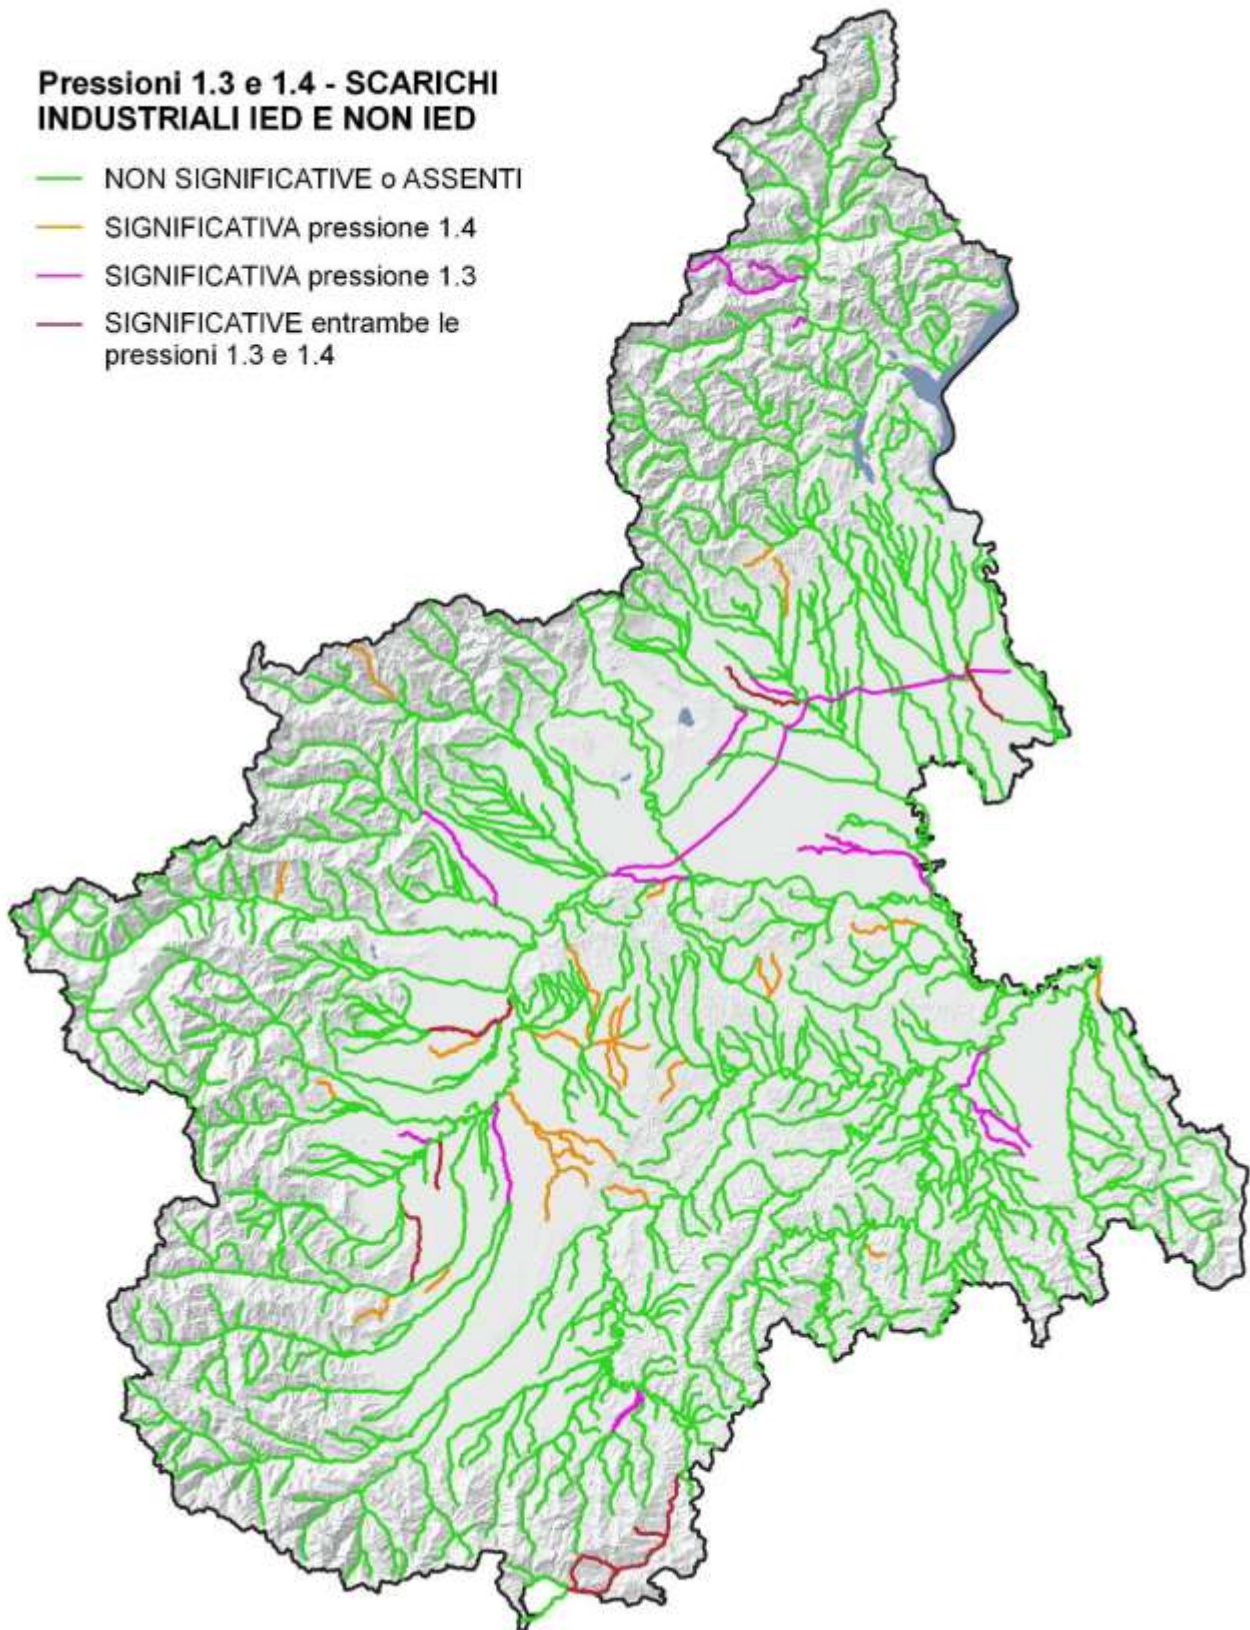 Pressioni 1.3 e 1.4 - SCARICHI
INDUSTRIALI IED E NON IED
NON SIGNIFICATIVE o ASSENTI
SIGNIFICATIVA pressione 1.4
SIGNIFICATIVA pressione 1.3
SIGNIFICATIVE entrambe le
pressioni 1.3 e 1.4